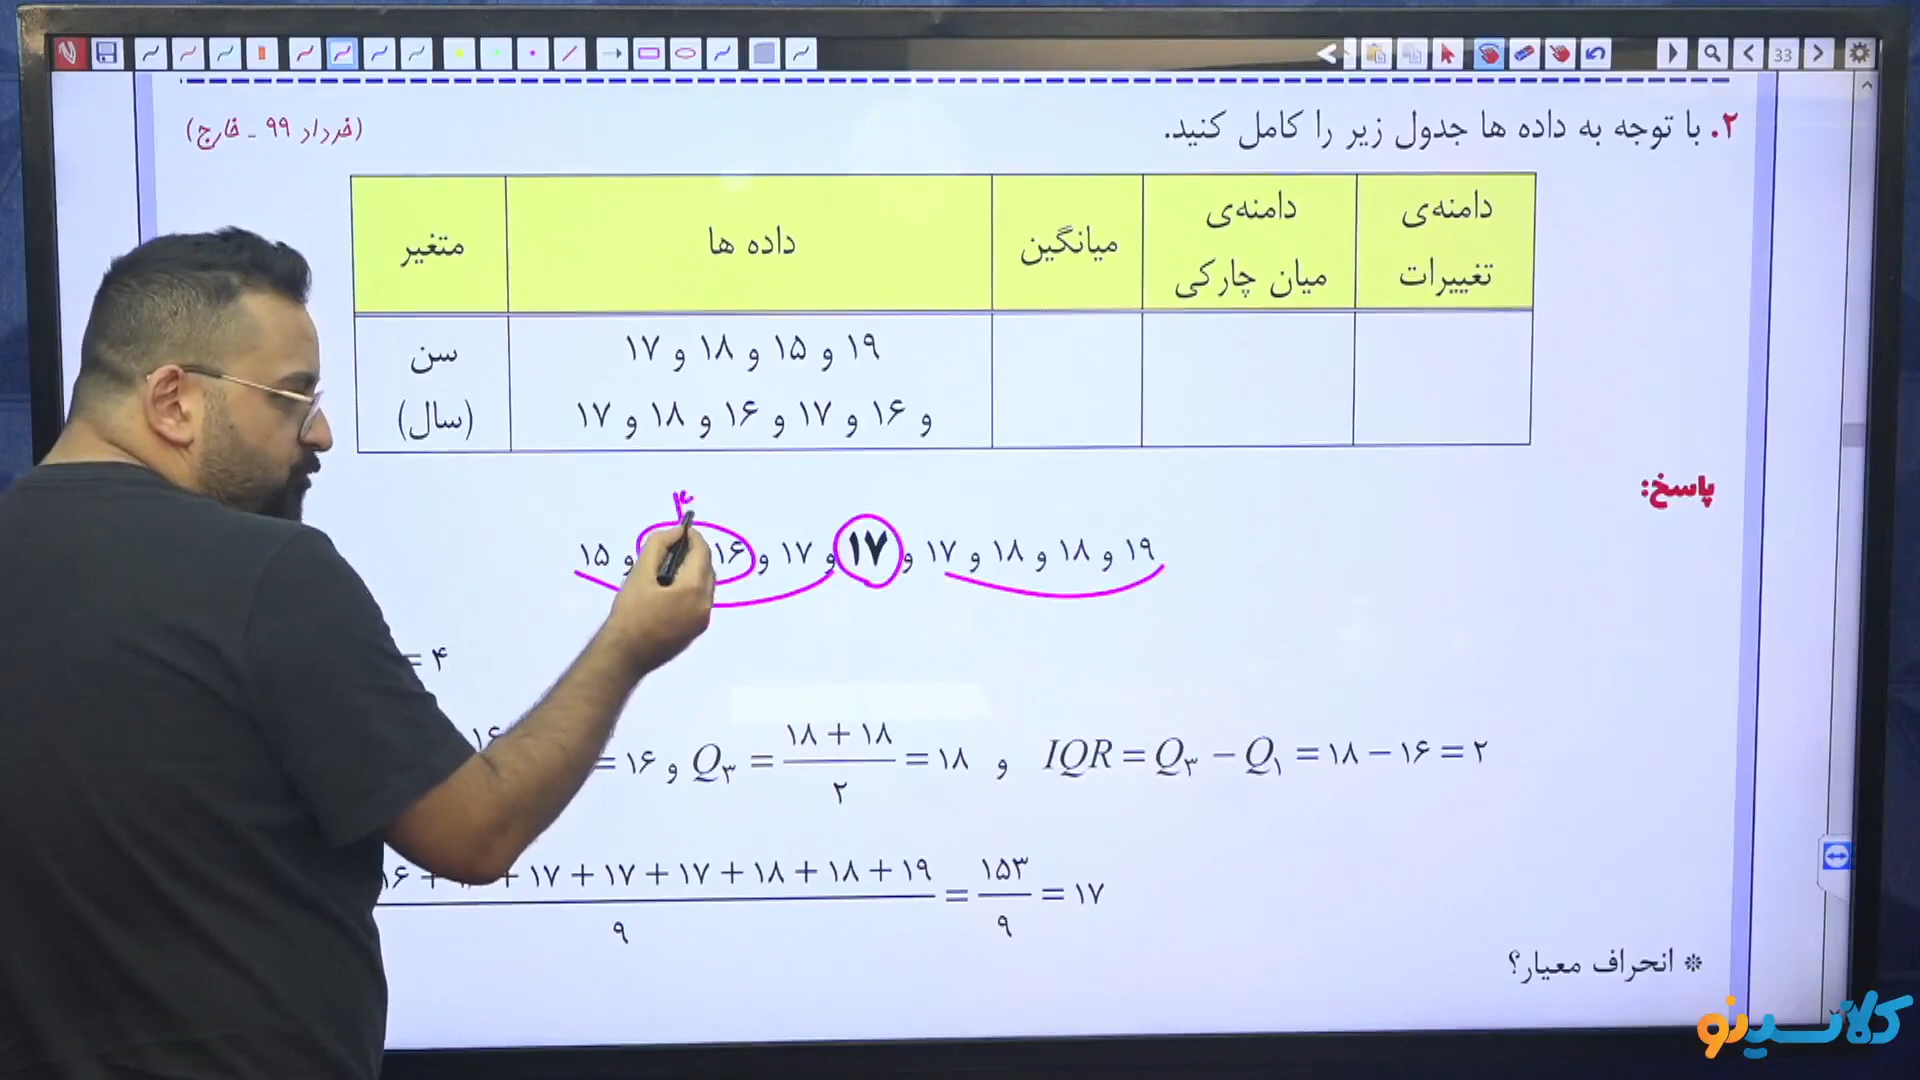 33
۲. با توجه به داده ها جدول زیر را کامل کنید.
(خرداد ۹۹ - خارج)
متغیر
داده ها
میانگین
دامنه‌ی میان چارکی
دامنه‌ی تغییرات
سن (سال)
۱۷ و ۱۸ و ۱۵ و ۱۹
۱۷ و ۱۸ و ۱۶ و ۱۷ و ۱۶ و
پاسخ:
۱۵ و ۱۶ و ۱۷ و ۱۷ و ۱۷ و ۱۸ و ۱۸ و ۱۹
= ۴
= ۱۶ و Q۳ = (۱۸ + ۱۸)/۲ = ۱۸ و IQR = Q۳ − Q۱ = ۱۸ − ۱۶ = ۲
+ ۱۷ + ۱۷ + ۱۷ + ۱۸ + ۱۸ + ۱۹
۹
= ۱۵۳/۹ = ۱۷
* انحراف معیار؟
کلاسینو